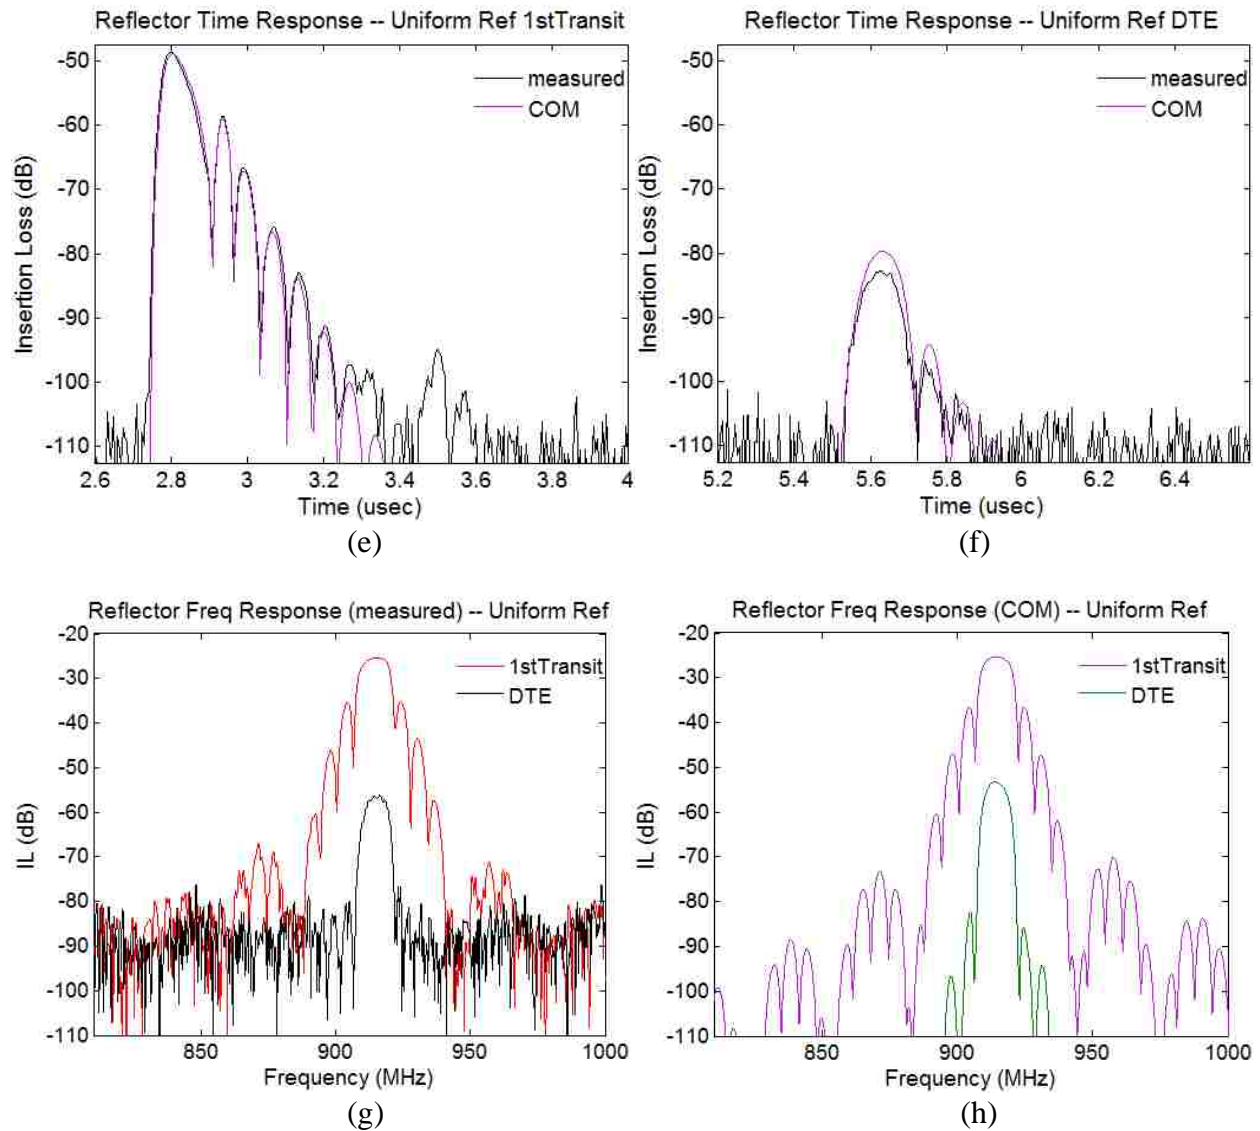 Reflector Time Response -- Uniform Ref 1stTransit
Insertion Loss (dB)
-50
-60
-70
-80
-90
-100
-110
measured
COM
2.6 2.8 3 3.2 3.4 3.6 3.8 4
Time (usec)
(e)
Reflector Time Response -- Uniform Ref DTE
Insertion Loss (dB)
-50
-60
-70
-80
-90
-100
-110
measured
COM
5.2 5.4 5.6 5.8 6 6.2 6.4
Time (usec)
(f)
Reflector Freq Response (measured) -- Uniform Ref
IL (dB)
-20
-30
-40
-50
-60
-70
-80
-90
-100
-110
1stTransit
DTE
850 900 950 1000
Frequency (MHz)
(g)
Reflector Freq Response (COM) -- Uniform Ref
IL (dB)
-20
-30
-40
-50
-60
-70
-80
-90
-100
-110
1stTransit
DTE
850 900 950 1000
Frequency (MHz)
(h)